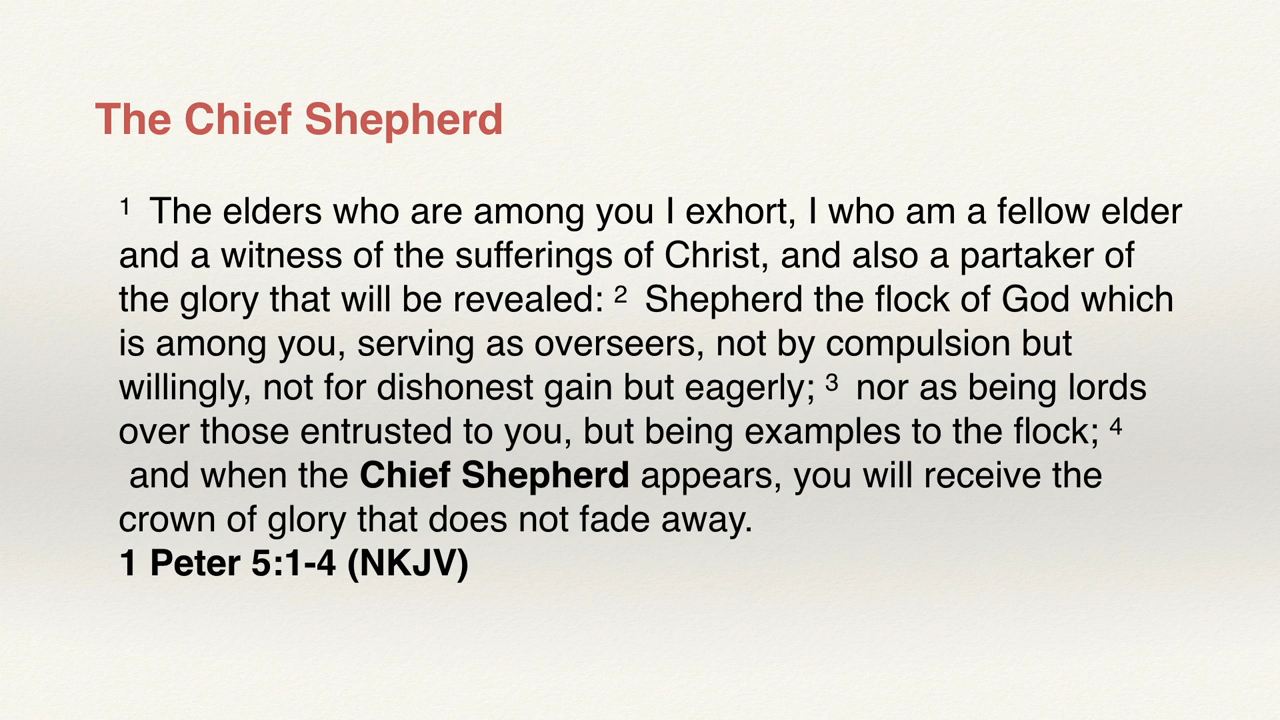 The Chief Shepherd
1 The elders who are among you I exhort, I who am a fellow elder
and a witness of the sufferings of Christ, and also a partaker of
the glory that will be revealed: 2 Shepherd the flock of God which
is among you, serving as overseers, not by compulsion but
willingly, not for dishonest gain but eagerly; 3 nor as being lords
over those entrusted to you, but being examples to the flock; 4
and when the Chief Shepherd appears, you will receive the
crown of glory that does not fade away.
1 Peter 5:1-4 (NKJV)